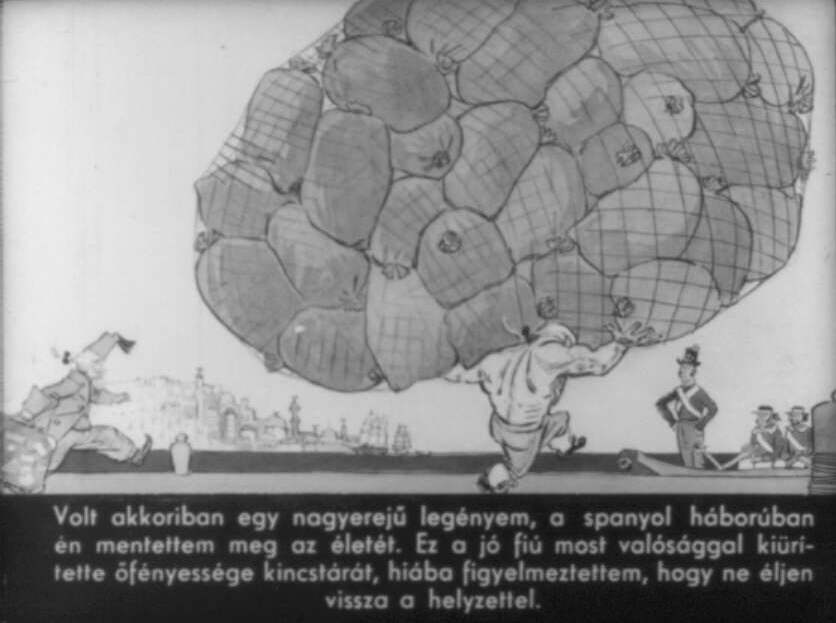 Volt akkoriban egy nagyerejű legényem, a spanyol háborúban
én mentettem meg az életét. Ez a jó fiú most valósággal kiürí-
tette őfényessége kincstárát, hiába figyelmeztettem, hogy ne éljen
vissza a helyzettel.